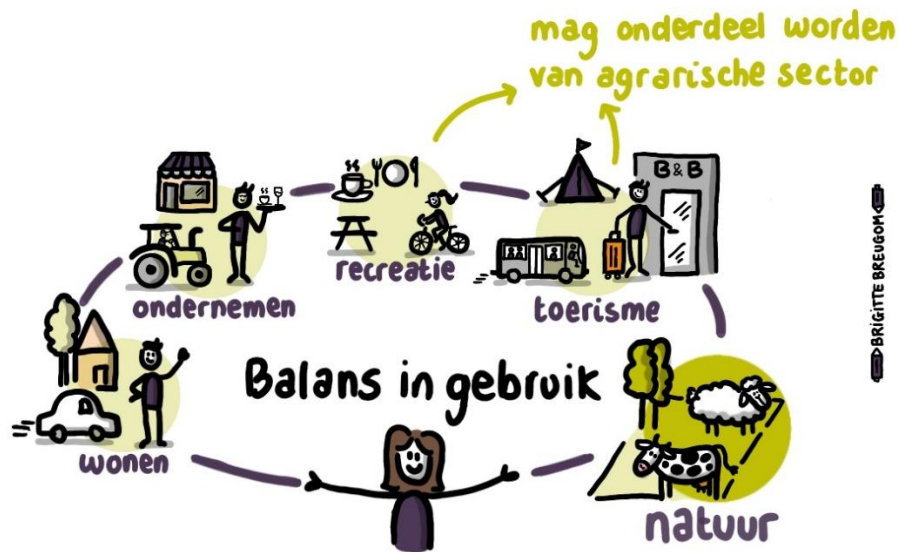 mag onderdeel worden
van agrarische sector
B & B
ondernemen
recreatie
toerisme
wonen
Balans in gebruik
natuur
BRIGITTE BREUGOM